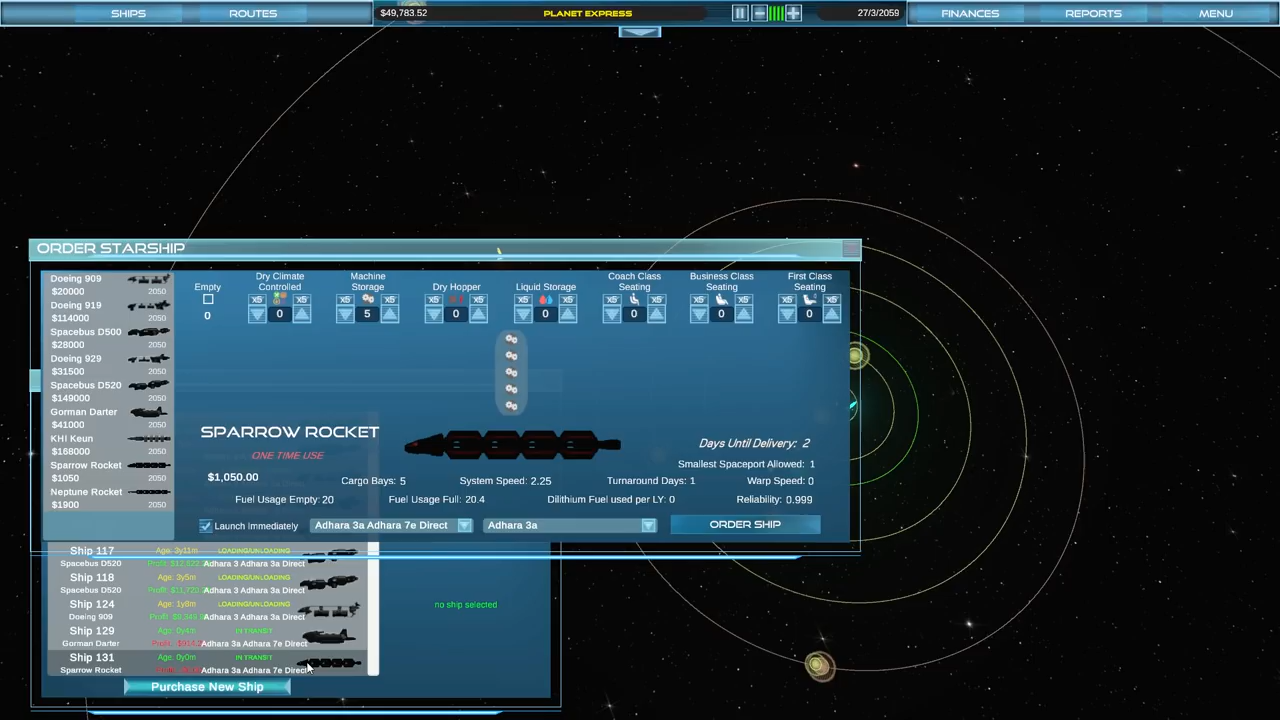 SHIPS ROUTES $49,783.52 PLANET EXPRESS 27/3/2059 FINANCES REPORTS MENU
ORDER STARSHIP
Doeing 909
$20000 2050
Doeing 919
$114000 2050
Spacebus D500
$28000 2050
Doeing 929
$31500 2050
Spacebus D520
$149000 2050
Gorman Darter
$41000 2050
KHI Keun
$168000 2050
Sparrow Rocket
$1050 2050
Neptune Rocket
$1900 2050
Empty
0
Dry Climate
Controlled
x5 x5
0
Machine
Storage
x5 x5
5
Dry Hopper
x5 x5
0
Liquid Storage
x5 x5
0
Coach Class
Seating
x5 x5
0
Business Class
Seating
x5 x5
0
First Class
Seating
x5 x5
0
SPARROW ROCKET
ONE TIME USE
$1,050.00
Days Until Delivery: 2
Smallest Spaceport Allowed: 1
Cargo Bays: 5 System Speed: 2.25 Turnaround Days: 1 Warp Speed: 0
Fuel Usage Empty: 20 Fuel Usage Full: 20.4 Dilithium Fuel used per LY: 0 Reliability: 0.999
Launch Immediately Adhara 3a Adhara 7e Direct Adhara 3a ORDER SHIP
Ship 117 Age: 3y11m LOADING/UNLOADING
Spacebus D520 Adhara 3 Adhara 3a Direct
Ship 118 Age: 3y5m LOADING/UNLOADING
Spacebus D520 Adhara 3 Adhara 3a Direct
Ship 124 Age: 1y8m LOADING/UNLOADING
Doeing 909 Adhara 3 Adhara 3a Direct
Ship 129 Age: 0y4m IN TRANSIT
Gorman Darter Adhara 3a Adhara 7e Direct
Ship 131 Age: 0y0m IN TRANSIT
Sparrow Rocket Adhara 3a Adhara 7e Direct
no ship selected
Purchase New Ship